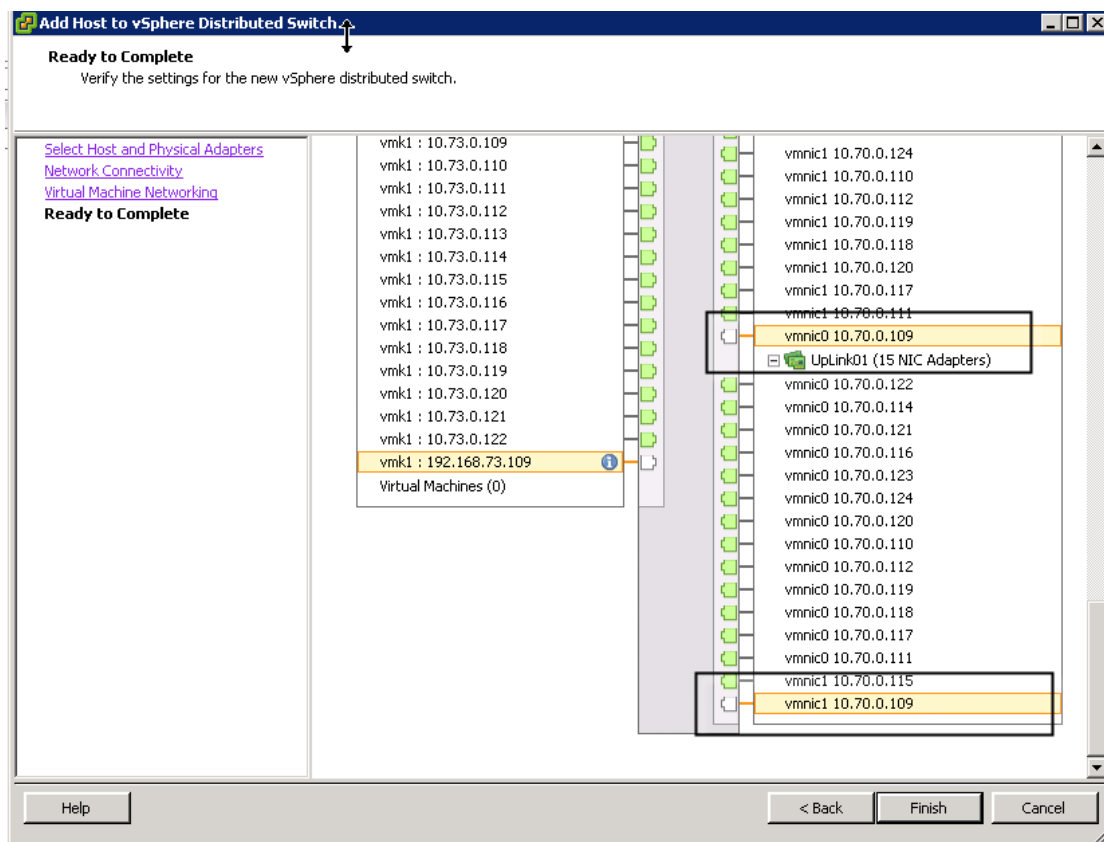 Add Host to vSphere Distributed Switch...
Ready to Complete
Verify the settings for the new vSphere distributed switch.
Select Host and Physical Adapters
Network Connectivity
Virtual Machine Networking
Ready to Complete
vmk1 : 10.73.0.109
vmk1 : 10.73.0.110
vmk1 : 10.73.0.111
vmk1 : 10.73.0.112
vmk1 : 10.73.0.113
vmk1 : 10.73.0.114
vmk1 : 10.73.0.115
vmk1 : 10.73.0.116
vmk1 : 10.73.0.117
vmk1 : 10.73.0.118
vmk1 : 10.73.0.119
vmk1 : 10.73.0.120
vmk1 : 10.73.0.121
vmk1 : 10.73.0.122
vmk1 : 192.168.73.109
Virtual Machines (0)
vmnic1 10.70.0.124
vmnic1 10.70.0.110
vmnic1 10.70.0.112
vmnic1 10.70.0.119
vmnic1 10.70.0.118
vmnic1 10.70.0.120
vmnic1 10.70.0.117
vmnic1 10.70.0.111
vmnic0 10.70.0.109
UpLink01 (15 NIC Adapters)
vmnic0 10.70.0.122
vmnic0 10.70.0.114
vmnic0 10.70.0.121
vmnic0 10.70.0.116
vmnic0 10.70.0.123
vmnic0 10.70.0.124
vmnic0 10.70.0.120
vmnic0 10.70.0.110
vmnic0 10.70.0.112
vmnic0 10.70.0.119
vmnic0 10.70.0.118
vmnic0 10.70.0.117
vmnic0 10.70.0.111
vmnic1 10.70.0.115
vmnic1 10.70.0.109
Help
< Back
Finish
Cancel